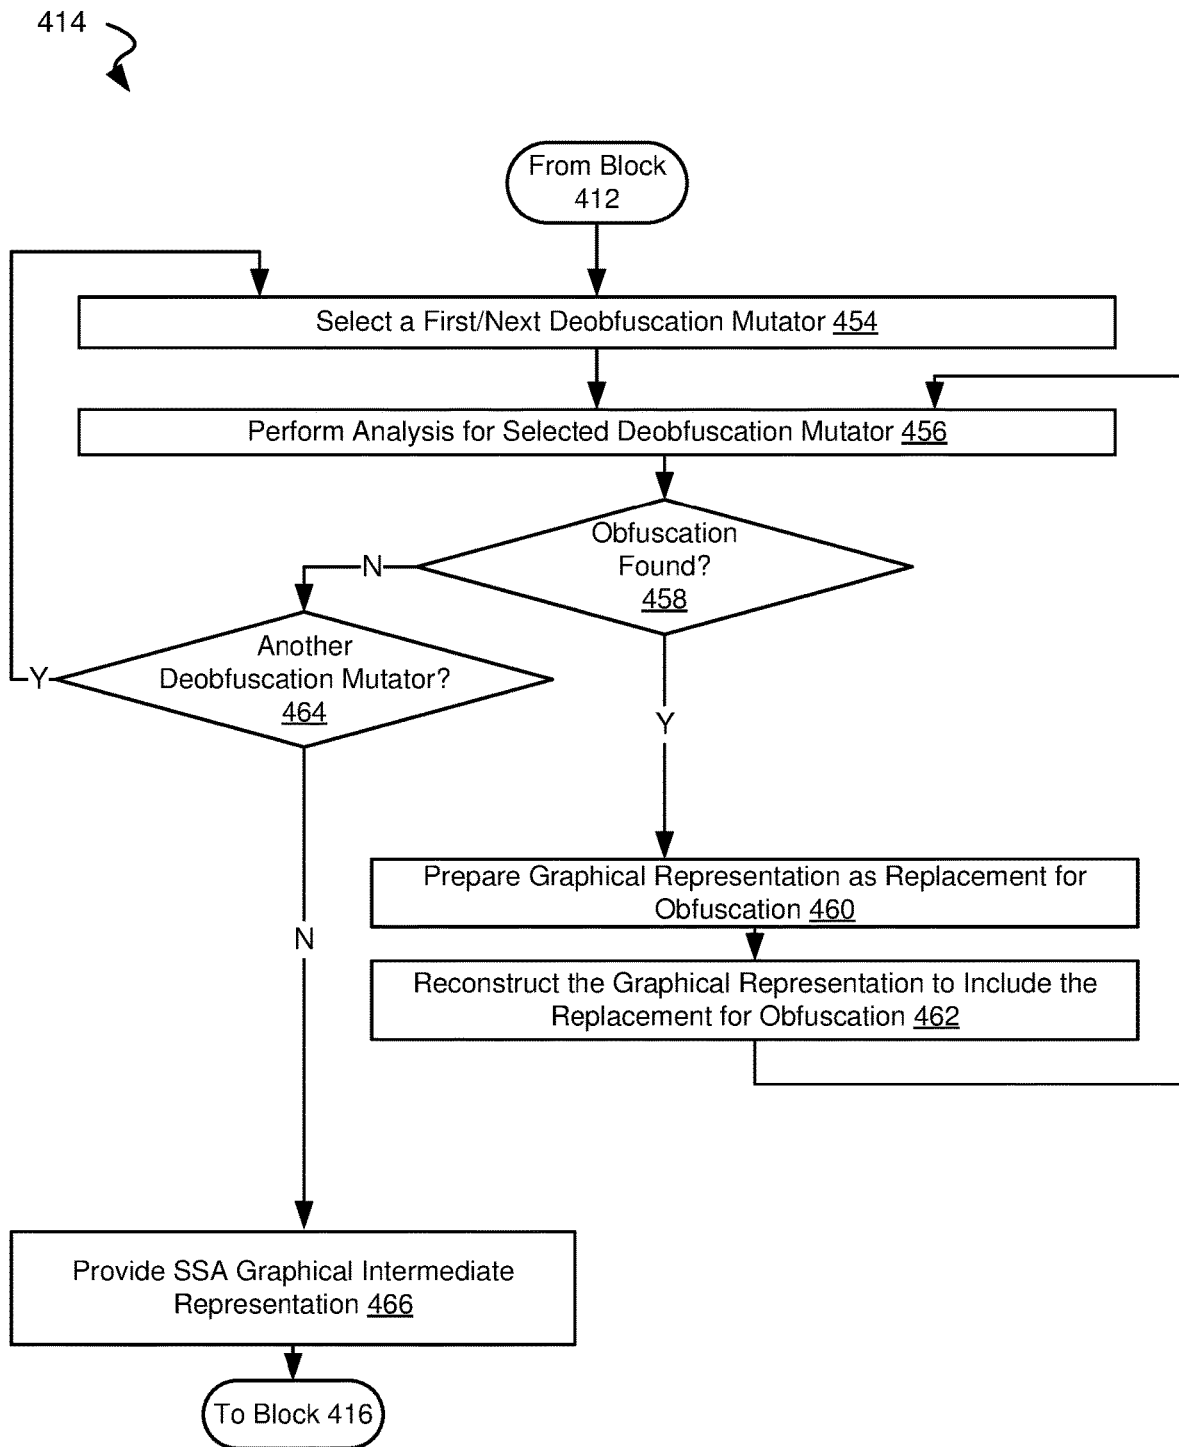 414
From Block
412
Select a First/Next Deobfuscation Mutator 454
Perform Analysis for Selected Deobfuscation Mutator 456
Obfuscation
Found?
458
N
Another
Deobfuscation Mutator?
464
Y
Y
Prepare Graphical Representation as Replacement for
Obfuscation 460
N
Reconstruct the Graphical Representation to Include the
Replacement for Obfuscation 462
Provide SSA Graphical Intermediate
Representation 466
To Block 416